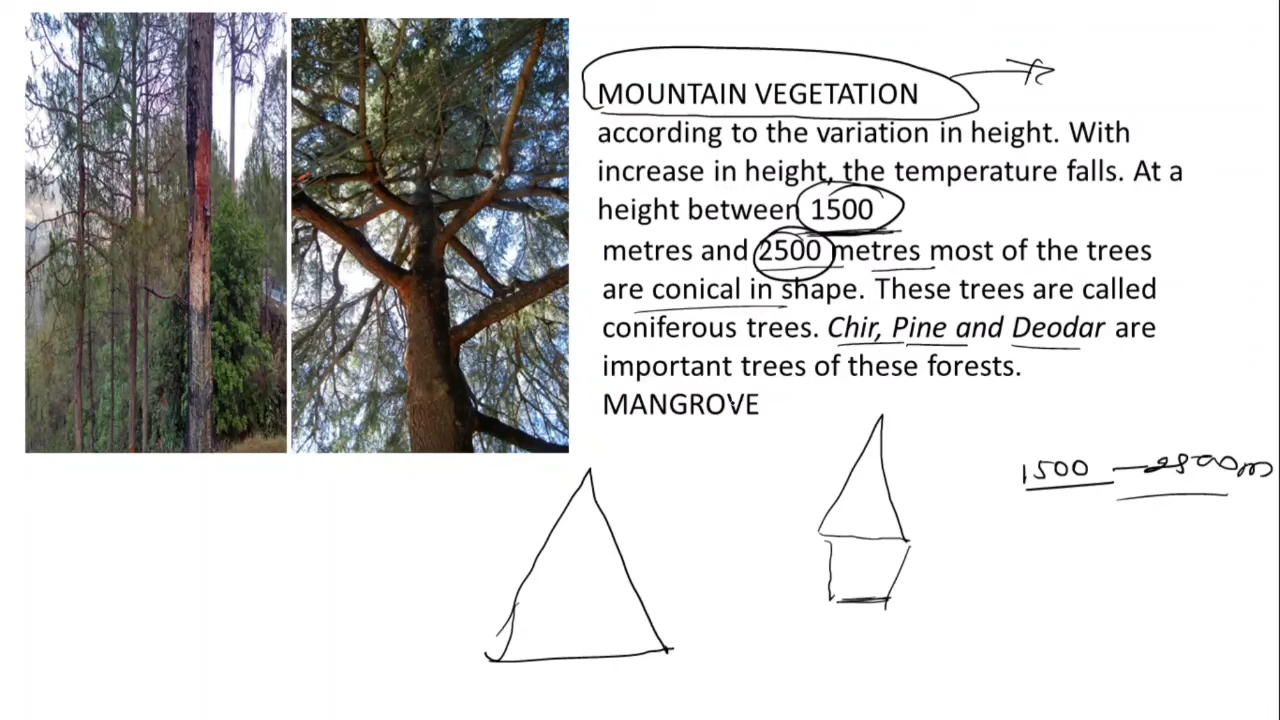 MOUNTAIN VEGETATION
according to the variation in height. With
increase in height, the temperature falls. At a
height between 1500
metres and 2500 metres most of the trees
are conical in shape. These trees are called
coniferous trees. Chir, Pine and Deodar are
important trees of these forests.
MANGROVE
1500 — 2500m